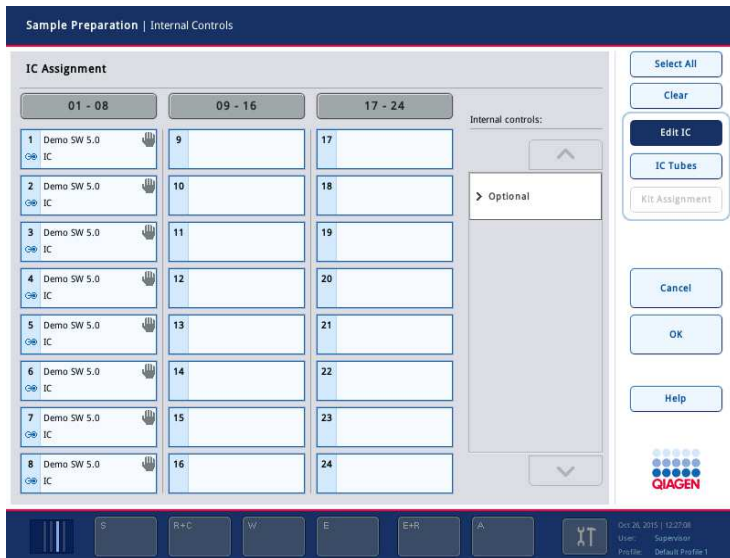 Sample Preparation | Internal Controls
IC Assignment
01 - 08
09 - 16
17 - 24
Internal controls:
1 Demo SW 5.0
IC
2 Demo SW 5.0
IC
3 Demo SW 5.0
IC
4 Demo SW 5.0
IC
5 Demo SW 5.0
IC
6 Demo SW 5.0
IC
7 Demo SW 5.0
IC
8 Demo SW 5.0
IC
9
10
11
12
13
14
15
16
17
18
19
20
21
22
23
24
> Optional
Select All
Clear
Edit IC
IC Tubes
Kit Assignment
Cancel
OK
Help
QIAGEN
S
R+C
W
E
E+R
A
Oct 26, 2015 | 12:27:08
User: Supervisor
Profile: Default Profile 1